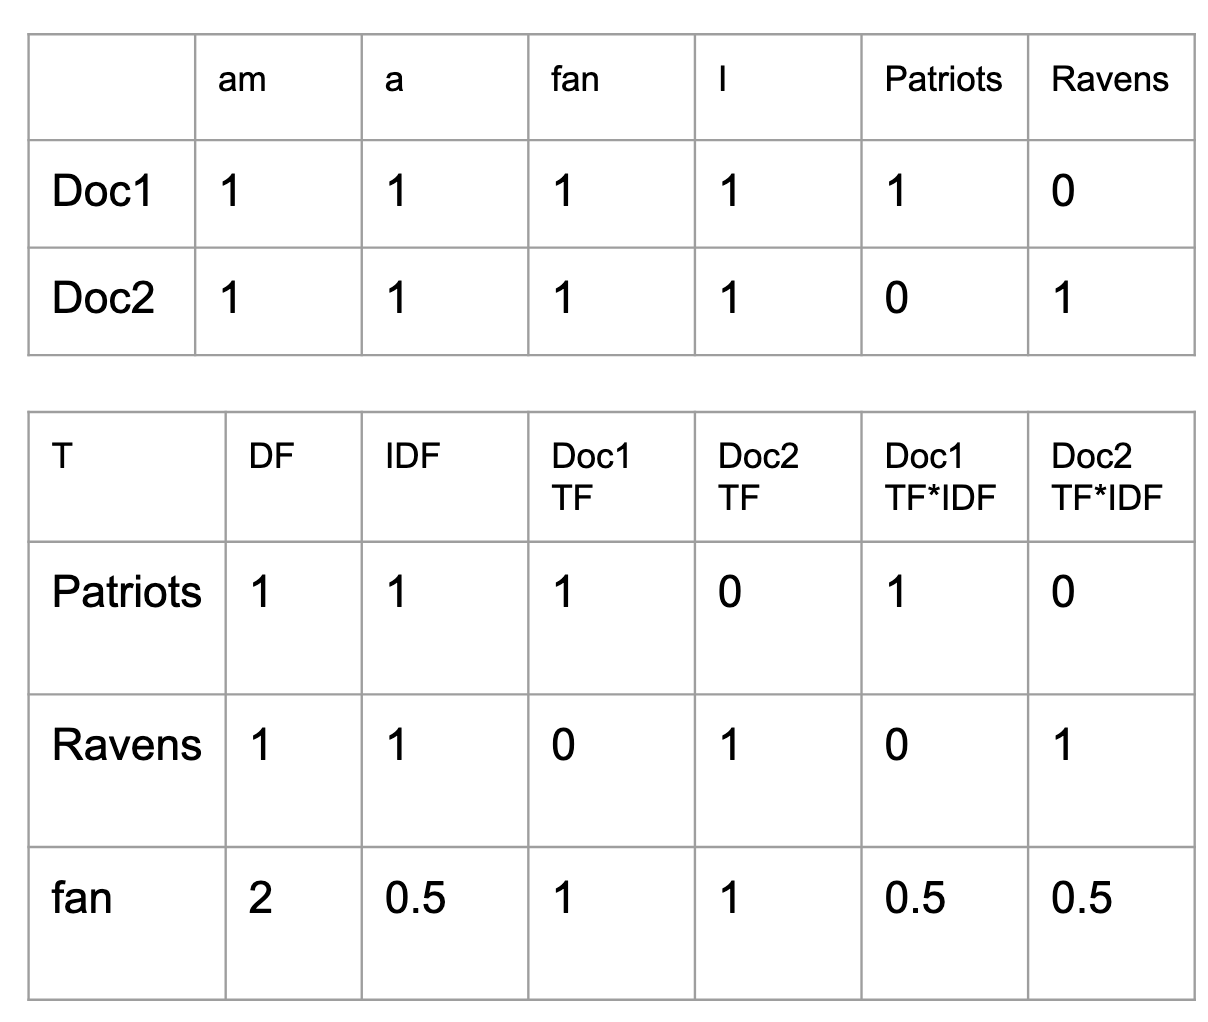 am a fan I Patriots Ravens
Doc1 1 1 1 1 1 0
Doc2 1 1 1 1 0 1
T DF IDF Doc1 TF Doc2 TF Doc1 TF*IDF Doc2 TF*IDF
Patriots 1 1 1 0 1 0
Ravens 1 1 0 1 0 1
fan 2 0.5 1 1 0.5 0.5